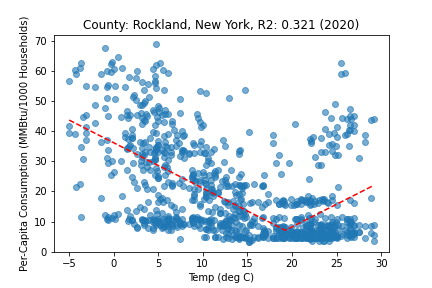 County: Rockland, New York, R2: 0.321 (2020)
Per-Capita Consumption (MMBtu/1000 Households)
70
60
50
40
30
20
10
0
−5 0 5 10 15 20 25 30
Temp (deg C)